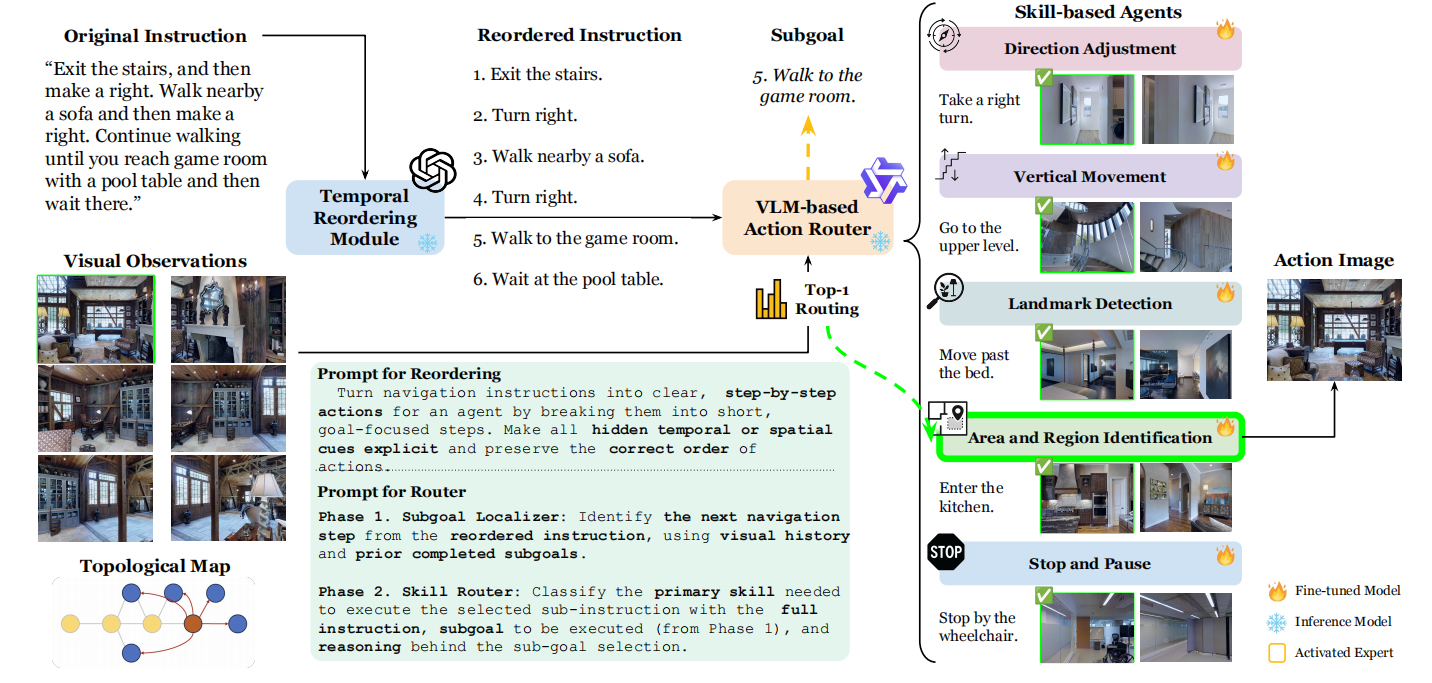 Original Instruction
“Exit the stairs, and then
make a right. Walk nearby
a sofa and then make a
right. Continue walking
until you reach game room
with a pool table and then
wait there.”
Visual Observations
Topological Map
Temporal
Reordering
Module
Reordered Instruction
1. Exit the stairs.
2. Turn right.
3. Walk nearby a sofa.
4. Turn right.
5. Walk to the game room.
6. Wait at the pool table.
Subgoal
5. Walk to the
game room.
VLM-based
Action Router
Top-1
Routing
Prompt for Reordering
Turn navigation instructions into clear, step-by-step
actions for an agent by breaking them into short,
goal-focused steps. Make all hidden temporal or spatial
cues explicit and preserve the correct order of
actions.
Prompt for Router
Phase 1. Subgoal Localizer: Identify the next navigation
step from the reordered instruction, using visual history
and prior completed subgoals.
Phase 2. Skill Router: Classify the primary skill needed
to execute the selected sub-instruction with the full
instruction, subgoal to be executed (from Phase 1), and
reasoning behind the sub-goal selection.
Skill-based Agents
Direction Adjustment
Take a right
turn.
Vertical Movement
Go to the
upper level.
Landmark Detection
Move past
the bed.
Area and Region Identification
Enter the
kitchen.
STOP
Stop and Pause
Stop by the
wheelchair.
Action Image
Fine-tuned Model
Inference Model
Activated Expert